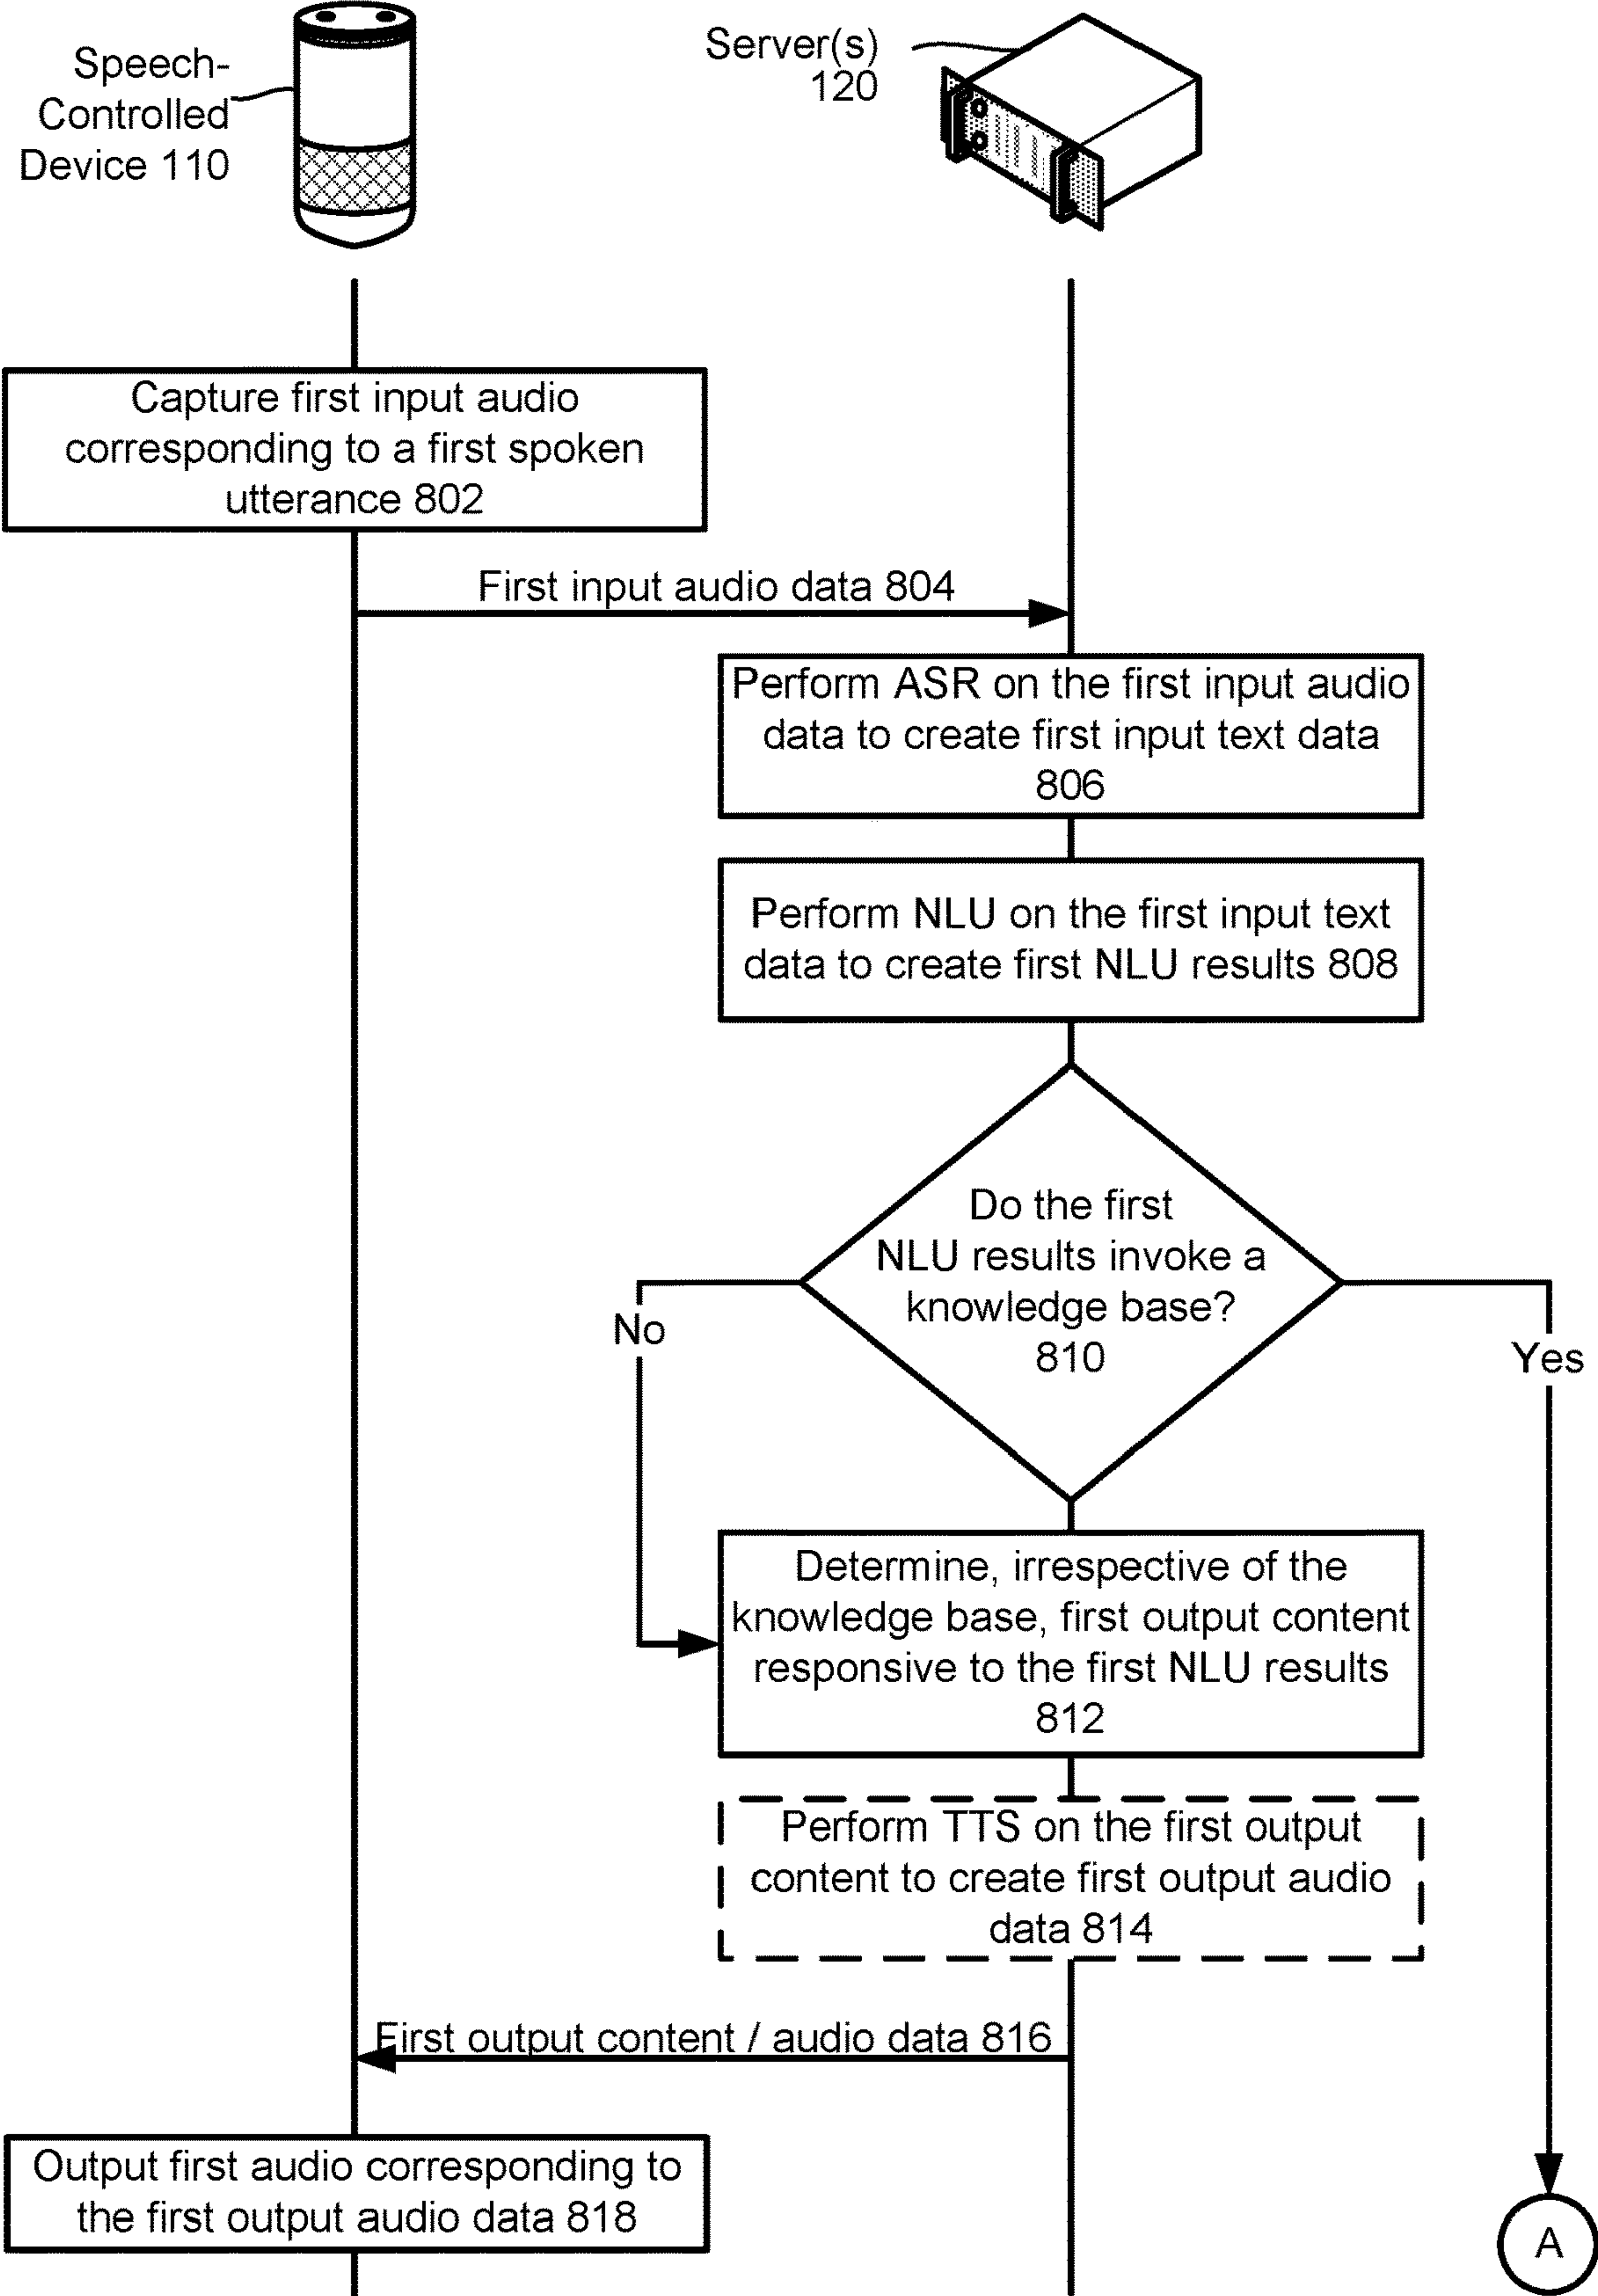 Speech-
Controlled
Device 110
Server(s)
120
Capture first input audio
corresponding to a first spoken
utterance 802
First input audio data 804
Perform ASR on the first input audio
data to create first input text data
806
Perform NLU on the first input text
data to create first NLU results 808
Do the first
NLU results invoke a
knowledge base?
810
No
Yes
Determine, irrespective of the
knowledge base, first output content
responsive to the first NLU results
812
Perform TTS on the first output
content to create first output audio
data 814
First output content / audio data 816
Output first audio corresponding to
the first output audio data 818
A